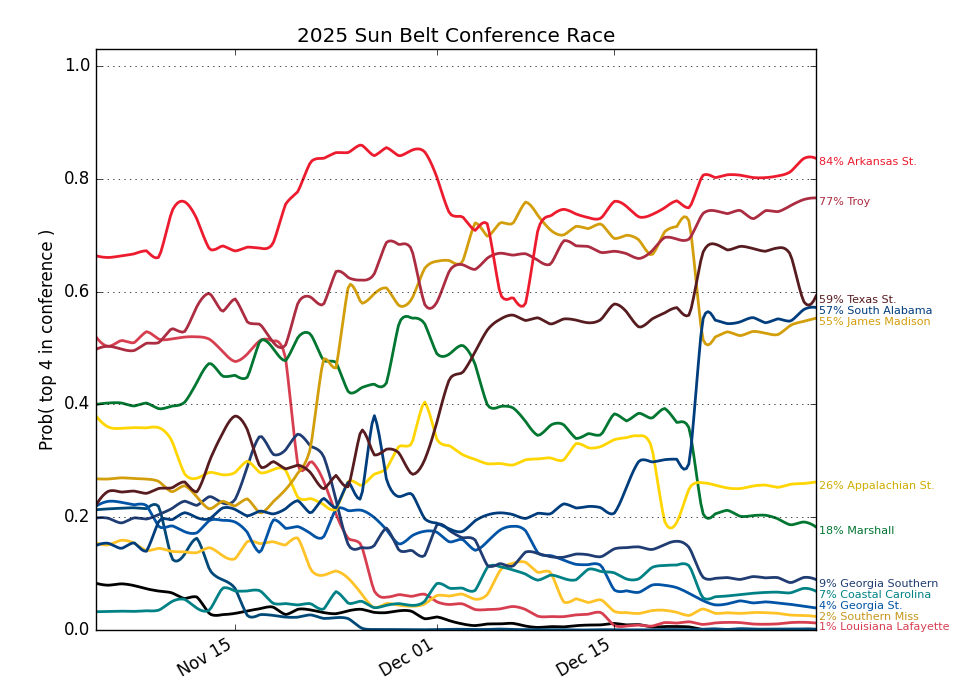 2025 Sun Belt Conference Race
Prob( top 4 in conference )
1.0
0.8
0.6
0.4
0.2
0.0
Nov 15
Dec 01
Dec 15
84% Arkansas St.
77% Troy
59% Texas St.
57% South Alabama
55% James Madison
26% Appalachian St.
18% Marshall
9% Georgia Southern
7% Coastal Carolina
4% Georgia St.
2% Southern Miss
1% Louisiana Lafayette